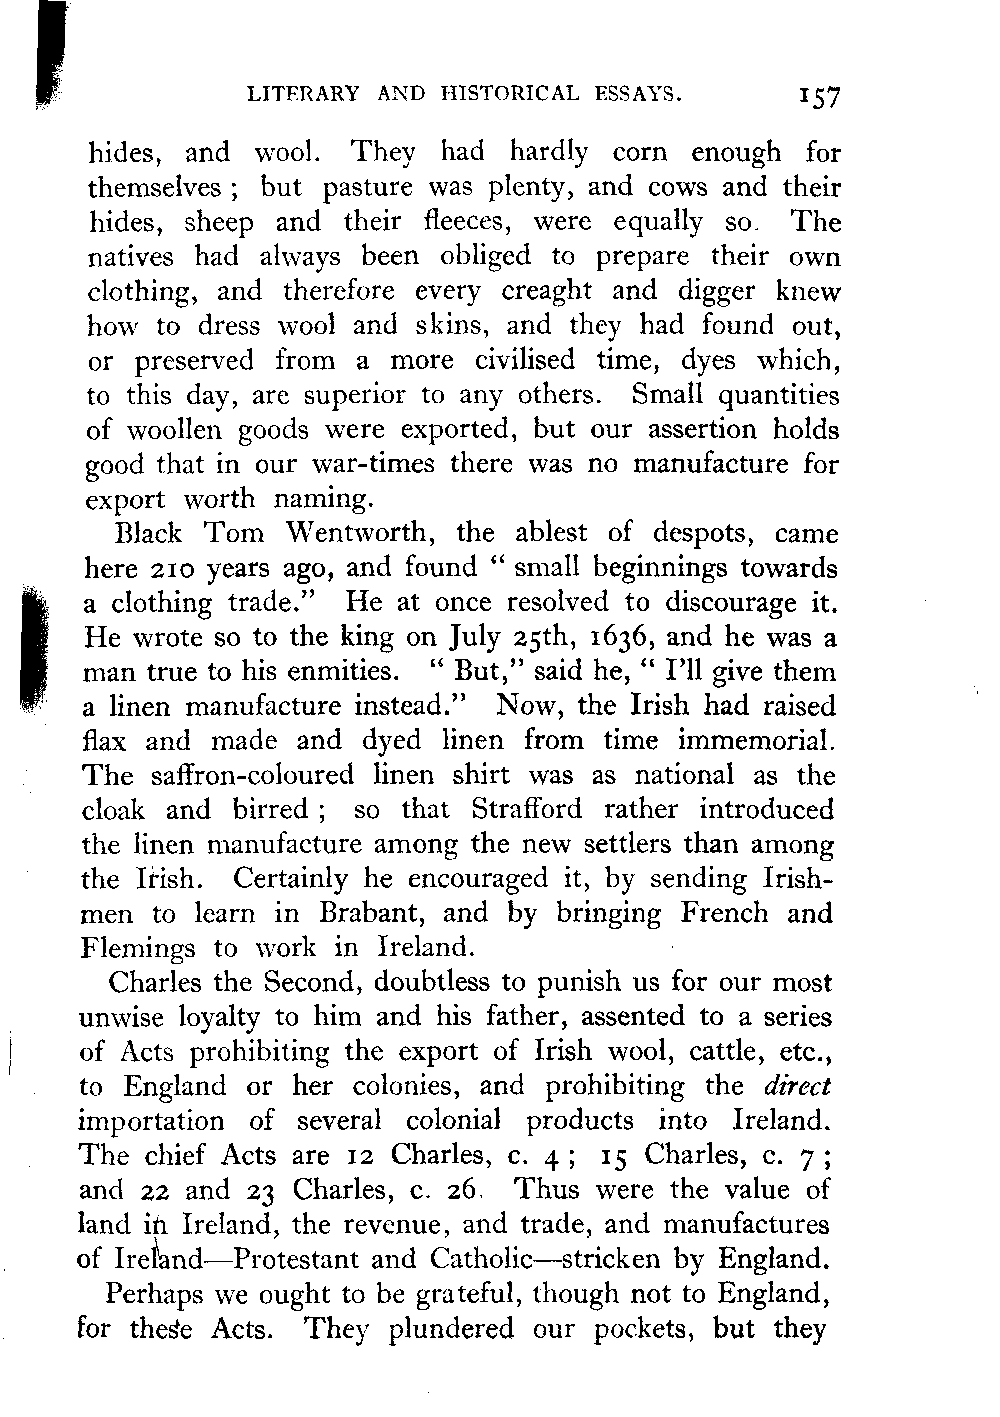 LITERARY AND HISTORICAL ESSAYS. 157
hides, and wool. They had hardly corn enough for
themselves ; but pasture was plenty, and cows and their
hides, sheep and their fleeces, were equally so. The
natives had always been obliged to prepare their own
clothing, and therefore every creaght and digger knew
how to dress wool and skins, and they had found out,
or preserved from a more civilised time, dyes which,
to this day, are superior to any others. Small quantities
of woollen goods were exported, but our assertion holds
good that in our war-times there was no manufacture for
export worth naming.
Black Tom Wentworth, the ablest of despots, came
here 210 years ago, and found “ small beginnings towards
a clothing trade.” He at once resolved to discourage it.
He wrote so to the king on July 25th, 1636, and he was a
man true to his enmities. “ But,” said he, “ I’ll give them
a linen manufacture instead.” Now, the Irish had raised
flax and made and dyed linen from time immemorial.
The saffron-coloured linen shirt was as national as the
cloak and birred ; so that Strafford rather introduced
the linen manufacture among the new settlers than among
the Irish. Certainly he encouraged it, by sending Irish-
men to learn in Brabant, and by bringing French and
Flemings to work in Ireland.
Charles the Second, doubtless to punish us for our most
unwise loyalty to him and his father, assented to a series
of Acts prohibiting the export of Irish wool, cattle, etc.,
to England or her colonies, and prohibiting the direct
importation of several colonial products into Ireland.
The chief Acts are 12 Charles, c. 4 ; 15 Charles, c. 7 ;
and 22 and 23 Charles, c. 26. Thus were the value of
land in Ireland, the revenue, and trade, and manufactures
of Ireland—Protestant and Catholic—stricken by England.
Perhaps we ought to be grateful, though not to England,
for these Acts. They plundered our pockets, but they